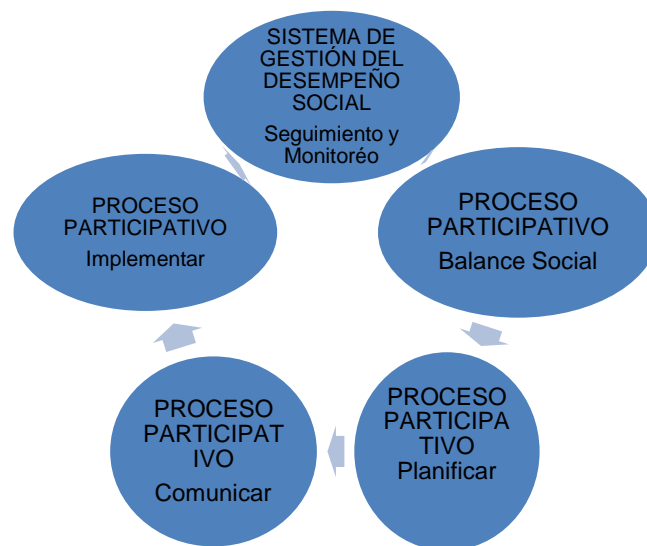 SISTEMA DE
GESTIÓN DEL
DESEMPEÑO
SOCIAL
Seguimiento y
Monitoréo
PROCESO
PARTICIPATIVO
Balance Social
PROCESO
PARTICIPA
TIVO
Planificar
PROCESO
PARTICIPAT
IVO
Comunicar
PROCESO
PARTICIPATIVO
Implementar